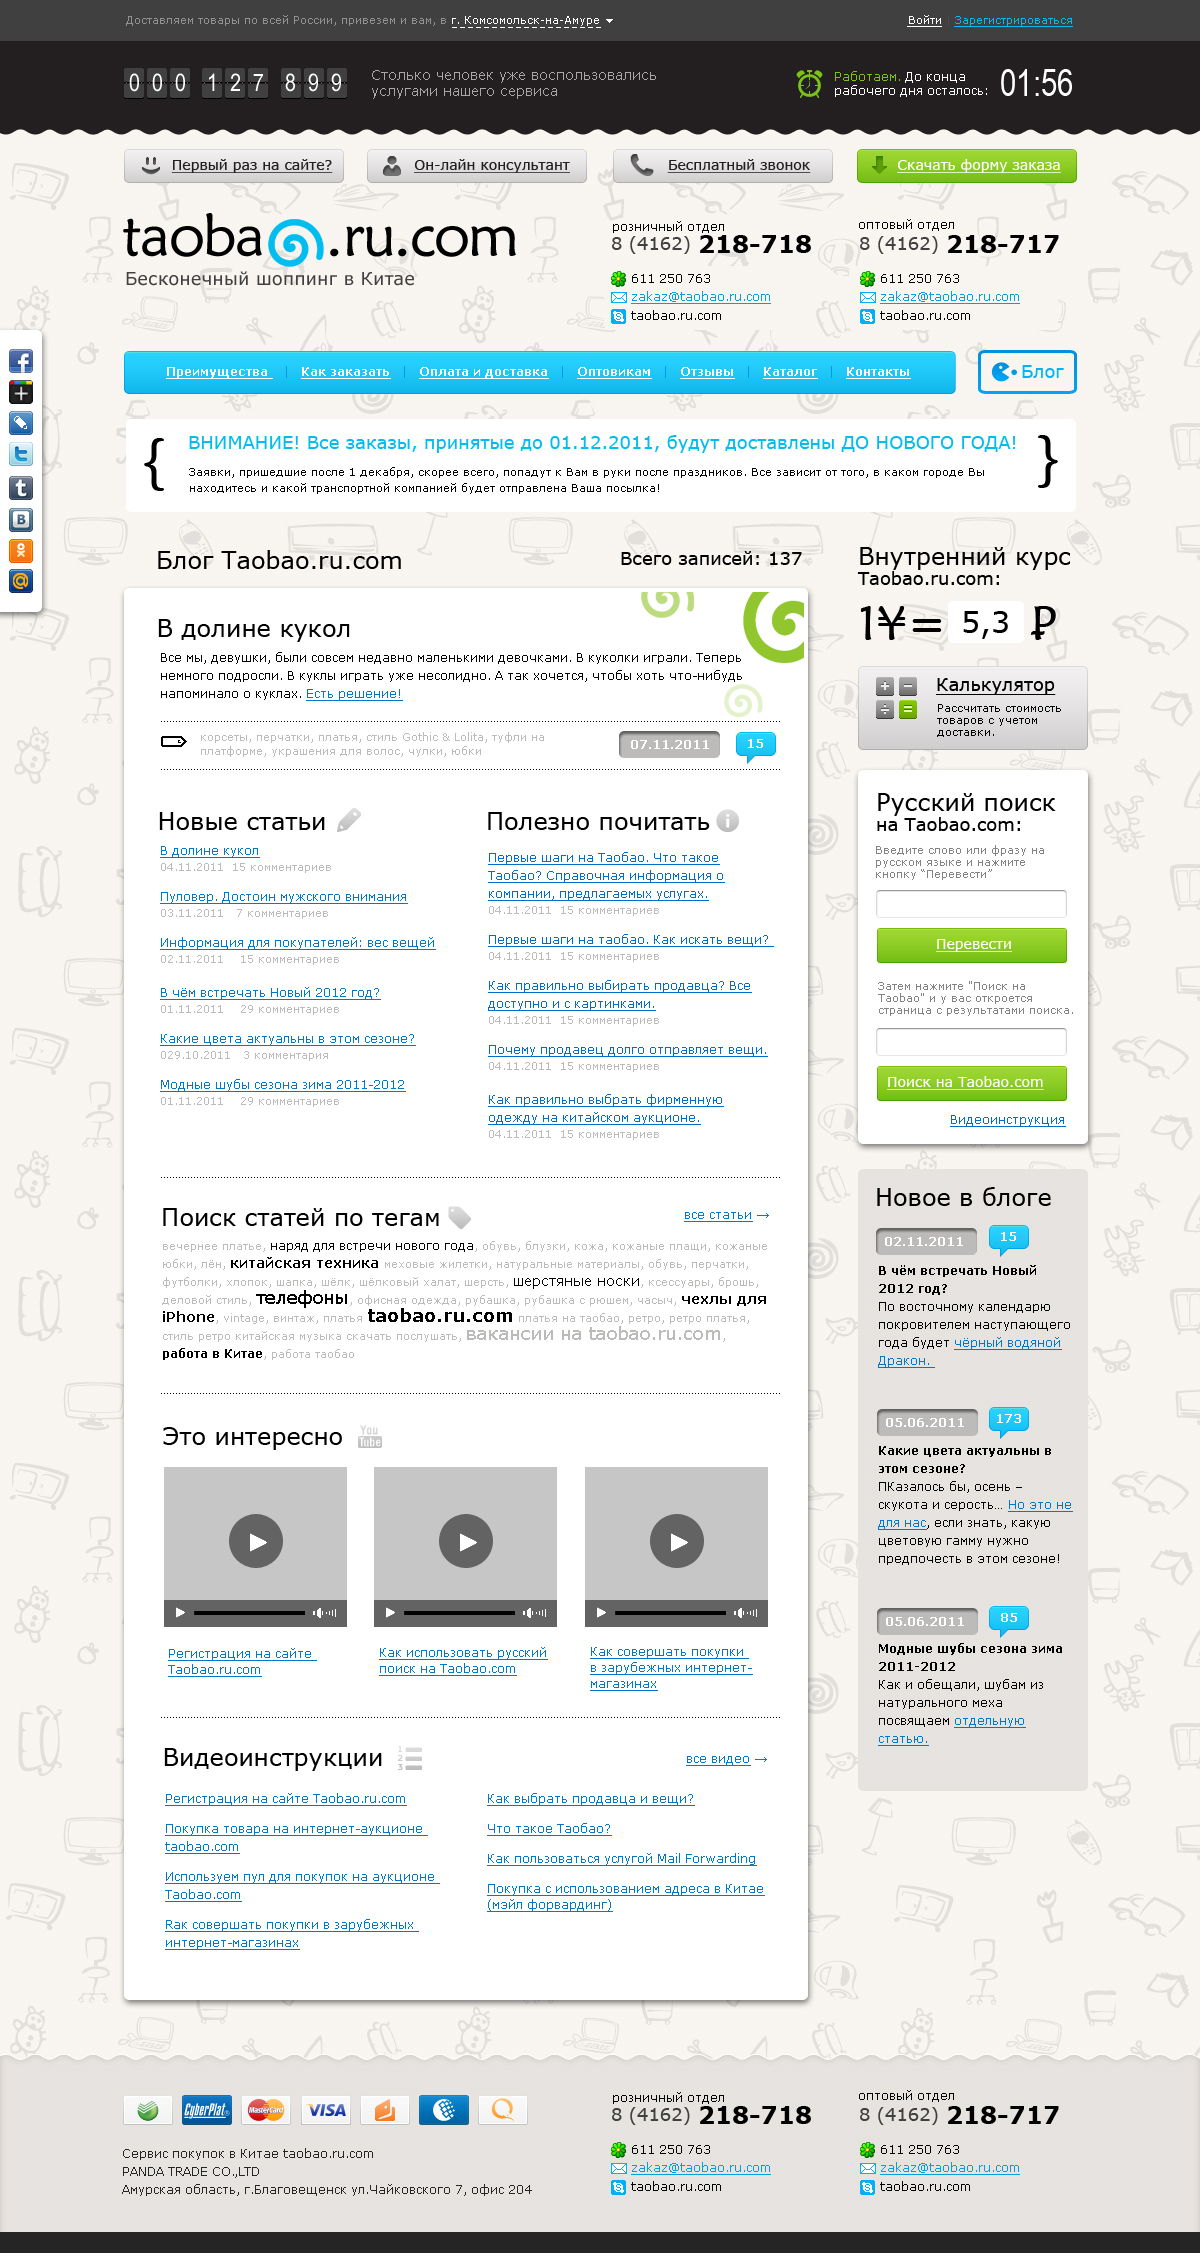 Доставляем товары по всей России, привезем и вам, в г. Комсомольск-на-Амуре
Войти
Зарегистрироваться
000 127 899
Столько человек уже воспользовались
услугами нашего сервиса
Работаем. До конца
рабочего дня осталось:
01:56
Первый раз на сайте?
Он-лайн консультант
Бесплатный звонок
Скачать форму заказа
taobao.ru.com
Бесконечный шоппинг в Китае
розничный отдел
8 (4162) 218-718
611 250 763
zakaz@taobao.ru.com
taobao.ru.com
оптовый отдел
8 (4162) 218-717
611 250 763
zakaz@taobao.ru.com
taobao.ru.com
Преимущества
Как заказать
Оплата и доставка
Оптовикам
Отзывы
Каталог
Контакты
Блог
ВНИМАНИЕ! Все заказы, принятые до 01.12.2011, будут доставлены ДО НОВОГО ГОДА!
Заявки, пришедшие после 1 декабря, скорее всего, попадут к Вам в руки после праздников. Все зависит от того, в каком городе Вы
находитесь и какой транспортной компанией будет отправлена Ваша посылка!
Блог Taobao.ru.com
Всего записей: 137
В долине кукол
Все мы, девушки, были совсем недавно маленькими девочками. В куколки играли. Теперь
немного подросли. В куклы играть уже несолидно. А так хочется, чтобы хоть что-нибудь
напоминало о куклах. Есть решение!
корсеты, перчатки, платья, стиль Gothic & Lolita, туфли на
платформе, украшения для волос, чулки, юбки
07.11.2011
15
Новые статьи
В долине кукол
04.11.2011 15 комментариев
Пуловер. Достоин мужского внимания
03.11.2011 7 комментариев
Информация для покупателей: вес вещей
02.11.2011 15 комментариев
В чём встречать Новый 2012 год?
01.11.2011 29 комментариев
Какие цвета актуальны в этом сезоне?
029.10.2011 3 комментария
Модные шубы сезона зима 2011-2012
01.11.2011 29 комментариев
Полезно почитать
Первые шаги на Таобао. Что такое
Таобао? Справочная информация о
компании, предлагаемых услугах.
04.11.2011 15 комментариев
Первые шаги на таобао. Как искать вещи?
04.11.2011 15 комментариев
Как правильно выбирать продавца? Все
доступно и с картинками.
04.11.2011 15 комментариев
Почему продавец долго отправляет вещи.
04.11.2011 15 комментариев
Как правильно выбрать фирменную
одежду на китайском аукционе.
04.11.2011 15 комментариев
Поиск статей по тегам
все статьи →
вечернее платье, наряд для встречи нового года, обувь, блузки, кожа, кожаные плащи, кожаные
юбки, лён, китайская техника меховые жилетки, натуральные материалы, обувь, перчатки,
футболки, хлопок, шапка, шёлк, шёлковый халат, шерсть, шерстяные носки, ксессуары, брошь,
деловой стиль, телефоны, офисная одежда, рубашка, рубашка с рюшем, часыч, чехлы для
iPhone, vintage, винтаж, платья taobao.ru.com платья на таобао, ретро, ретро платья,
стиль ретро китайская музыка скачать послушать, вакансии на taobao.ru.com,
работа в Китае, работа таобао
Это интересно
You
Tube
Регистрация на сайте
Taobao.ru.com
Как использовать русский
поиск на Taobao.com
Как совершать покупки
в зарубежных интернет-
магазинах
Видеоинструкции
1
2
3
все видео →
Регистрация на сайте Taobao.ru.com
Покупка товара на интернет-аукционе
taobao.com
Используем пул для покупок на аукционе
Taobao.com
Rак совершать покупки в зарубежных
интернет-магазинах
Как выбрать продавца и вещи?
Что такое Таобао?
Как пользоваться услугой Mail Forwarding
Покупка с использованием адреса в Китае
(мэйл форвардинг)
Внутренний курс
Taobao.ru.com:
1¥= 5,3 ₽
Калькулятор
Рассчитать стоимость
товаров с учетом
доставки.
Русский поиск
на Taobao.com:
Введите слово или фразу на
русском языке и нажмите
кнопку “Перевести”
Перевести
Затем нажмите "Поиск на
Taobao" и у вас откроется
страница с результатами поиска.
Поиск на Taobao.com
Видеоинструкция
Новое в блоге
02.11.2011
15
В чём встречать Новый
2012 год?
По восточному календарю
покровителем наступающего
года будет чёрный водяной
Дракон.
05.06.2011
173
Какие цвета актуальны в
этом сезоне?
ПКазалось бы, осень –
скукота и серость... Но это не
для нас, если знать, какую
цветовую гамму нужно
предпочесть в этом сезоне!
05.06.2011
85
Модные шубы сезона зима
2011-2012
Как и обещали, шубам из
натурального меха
посвящаем отдельную
статью.
CyberPlat
MasterCard
VISA
Сервис покупок в Китае taobao.ru.com
PANDA TRADE CO.,LTD
Амурская область, г.Благовещенск ул.Чайковского 7, офис 204
розничный отдел
8 (4162) 218-718
611 250 763
zakaz@taobao.ru.com
taobao.ru.com
оптовый отдел
8 (4162) 218-717
611 250 763
zakaz@taobao.ru.com
taobao.ru.com